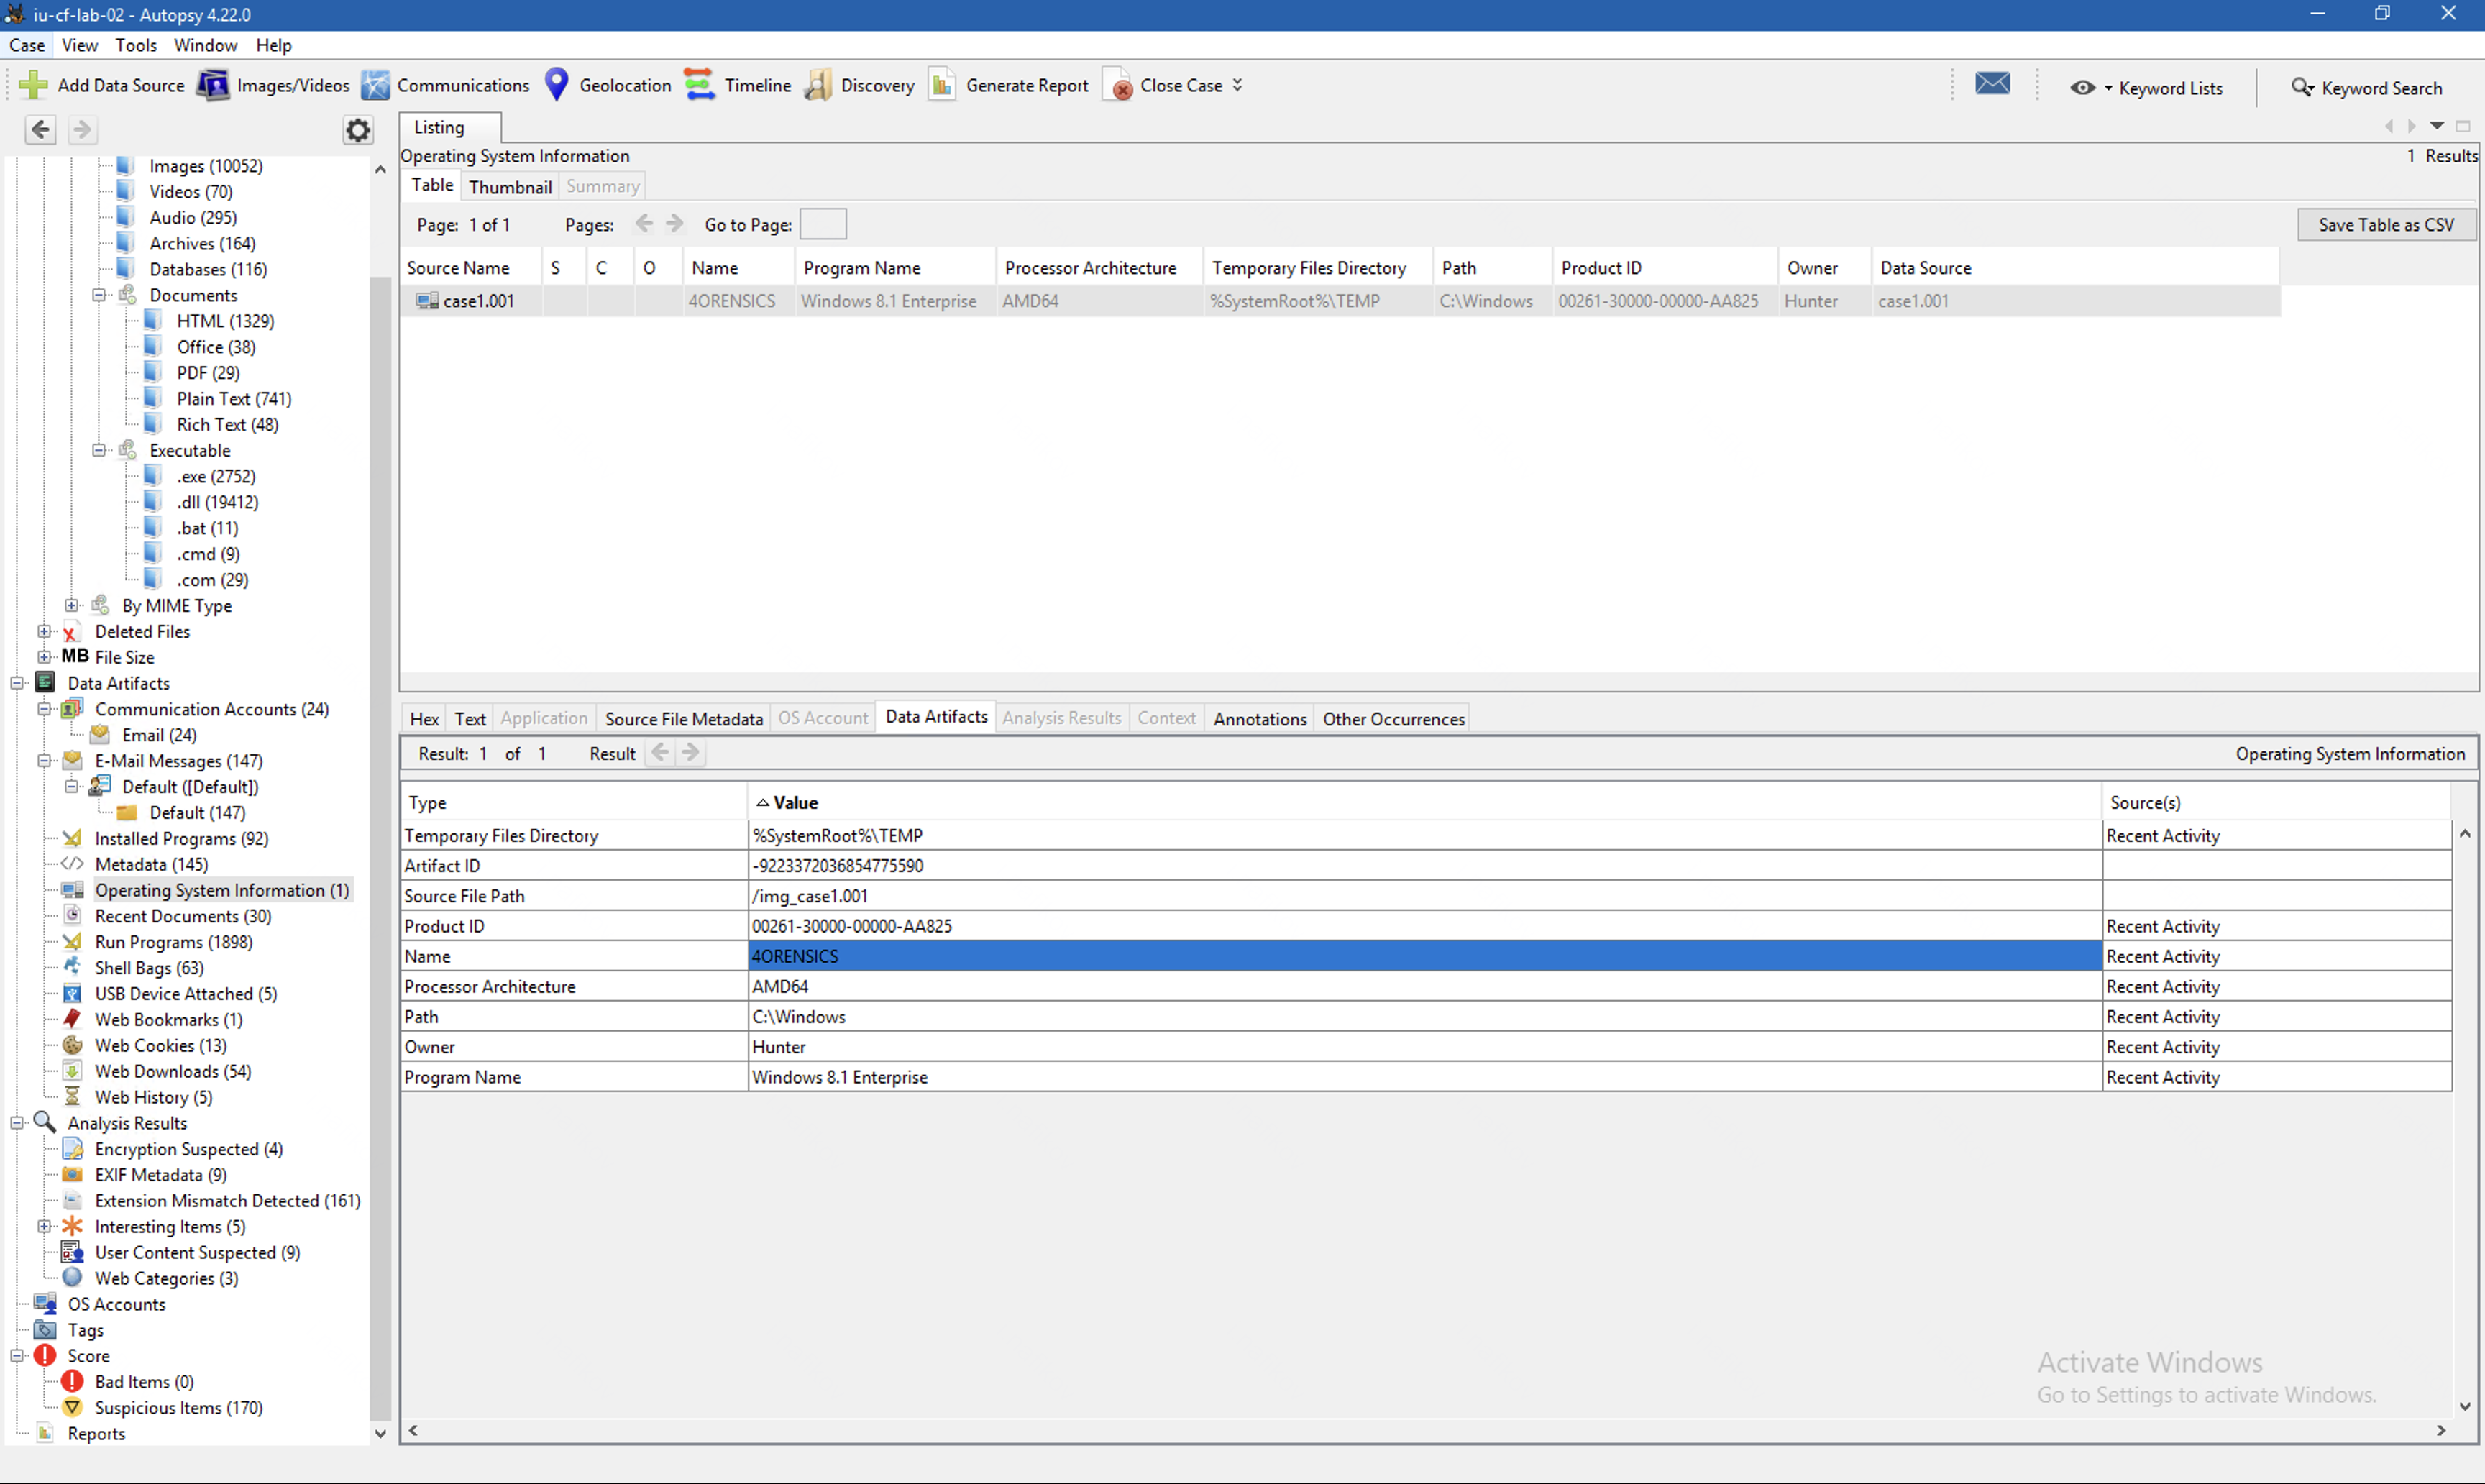 iu-cf-lab-02 - Autopsy 4.22.0
Case View Tools Window Help
Add Data Source Images/Videos Communications Geolocation Timeline Discovery Generate Report Close Case Keyword Lists Keyword Search
Images (10052)
Videos (70)
Audio (295)
Archives (164)
Databases (116)
Documents
HTML (1329)
Office (38)
PDF (29)
Plain Text (741)
Rich Text (48)
Executable
.exe (2752)
.dll (19412)
.bat (11)
.cmd (9)
.com (29)
By MIME Type
Deleted Files
MB File Size
Data Artifacts
Communication Accounts (24)
Email (24)
E-Mail Messages (147)
Default ([Default])
Default (147)
Installed Programs (92)
Metadata (145)
Operating System Information (1)
Recent Documents (30)
Run Programs (1898)
Shell Bags (63)
USB Device Attached (5)
Web Bookmarks (1)
Web Cookies (13)
Web Downloads (54)
Web History (5)
Analysis Results
Encryption Suspected (4)
EXIF Metadata (9)
Extension Mismatch Detected (161)
Interesting Items (5)
User Content Suspected (9)
Web Categories (3)
OS Accounts
Tags
Score
Bad Items (0)
Suspicious Items (170)
Reports
Listing
Operating System Information 1 Results
Table Thumbnail Summary
Page: 1 of 1 Pages: Go to Page: Save Table as CSV
Source Name S C O Name Program Name Processor Architecture Temporary Files Directory Path Product ID Owner Data Source
case1.001 4ORENSICS Windows 8.1 Enterprise AMD64 %SystemRoot%\TEMP C:\Windows 00261-30000-00000-AA825 Hunter case1.001
Hex Text Application Source File Metadata OS Account Data Artifacts Analysis Results Context Annotations Other Occurrences
Result: 1 of 1 Result Operating System Information
Type Value Source(s)
Temporary Files Directory %SystemRoot%\TEMP Recent Activity
Artifact ID -9223372036854775590
Source File Path /img_case1.001
Product ID 00261-30000-00000-AA825 Recent Activity
Name 4ORENSICS Recent Activity
Processor Architecture AMD64 Recent Activity
Path C:\Windows Recent Activity
Owner Hunter Recent Activity
Program Name Windows 8.1 Enterprise Recent Activity
Activate Windows
Go to Settings to activate Windows.